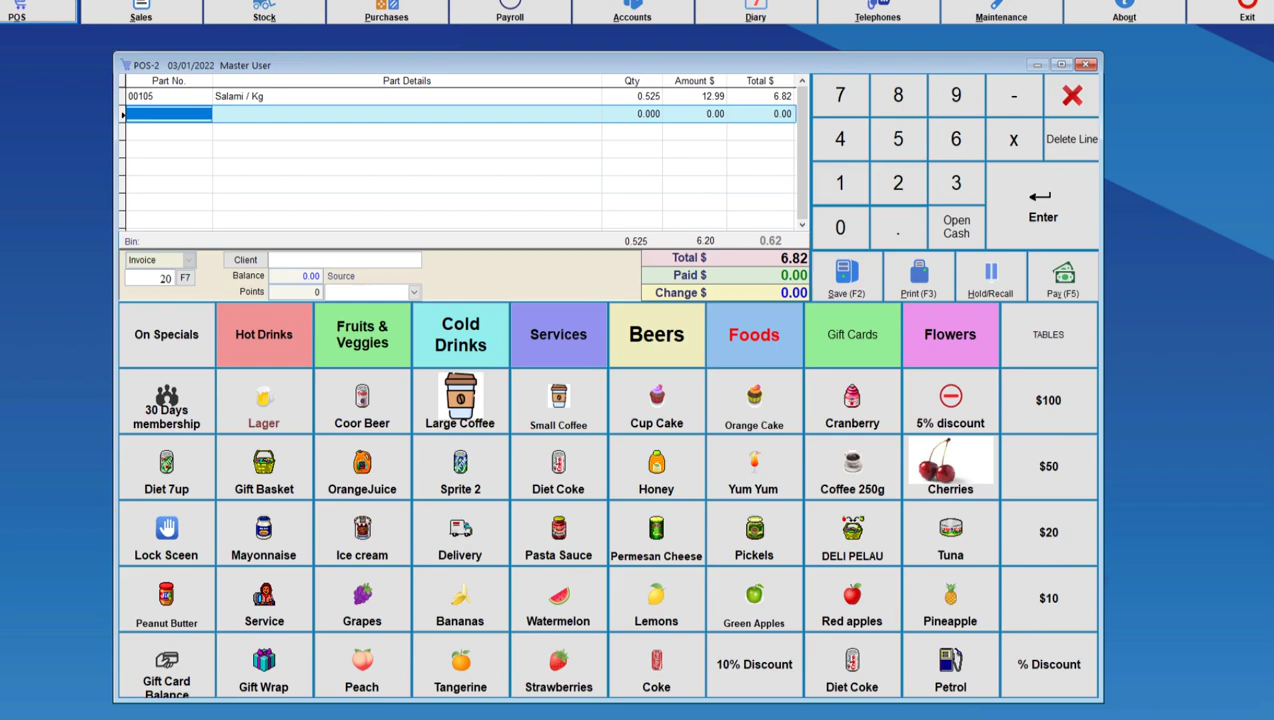 POS Sales Stock Purchases Payroll Accounts Diary Telephones Maintenance About Exit
POS-2 03/01/2022 Master User
Part No. Part Details Qty Amount $ Total $
00105 Salami / Kg 0.525 12.99 6.82
0.000 0.00 0.00
Bin: 0.525 6.20 0.62
Invoice Client Total $ 6.82
20 F7 Balance 0.00 Source Paid $ 0.00
Points 0 Change $ 0.00
7 8 9 -
4 5 6 x Delete Line
1 2 3
Enter
0 . Open
Cash
Save (F2) Print (F3) Hold/Recall Pay (F5)
On Specials Hot Drinks Fruits &
Veggies Cold
Drinks Services Beers Foods Gift Cards Flowers TABLES
30 Days
membership Lager Coor Beer Large Coffee Small Coffee Cup Cake Orange Cake Cranberry 5% discount $100
Diet 7up Gift Basket OrangeJuice Sprite 2 Diet Coke Honey Yum Yum Coffee 250g Cherries $50
Lock Sceen Mayonnaise Ice cream Delivery Pasta Sauce Permesan Cheese Pickels DELI PELAU Tuna $20
Peanut Butter Service Grapes Bananas Watermelon Lemons Green Apples Red apples Pineapple $10
Gift Card
Balance Gift Wrap Peach Tangerine Strawberries Coke 10% Discount Diet Coke Petrol % Discount